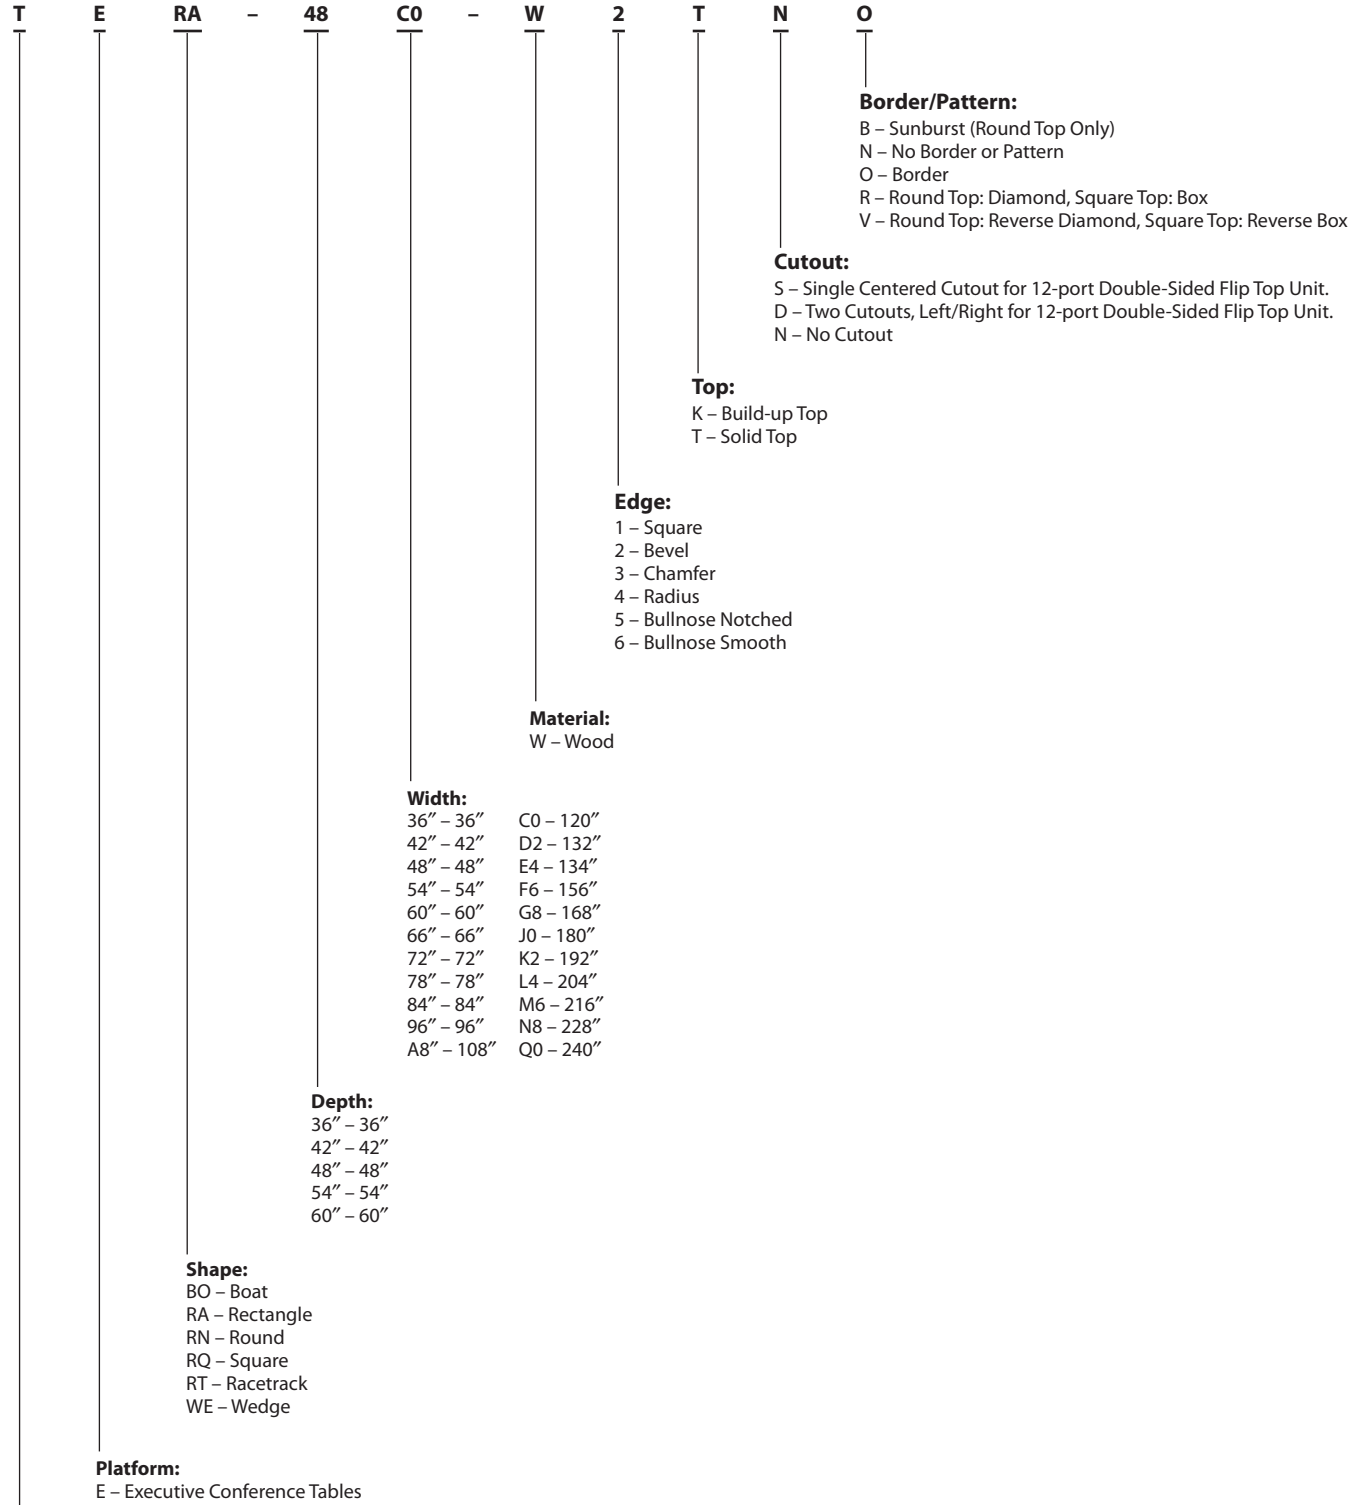 T E RA – 48 C0 – W 2 T N O
Border/Pattern:
B – Sunburst (Round Top Only)
N – No Border or Pattern
O – Border
R – Round Top: Diamond, Square Top: Box
V – Round Top: Reverse Diamond, Square Top: Reverse Box
Cutout:
S – Single Centered Cutout for 12-port Double-Sided Flip Top Unit.
D – Two Cutouts, Left/Right for 12-port Double-Sided Flip Top Unit.
N – No Cutout
Top:
K – Build-up Top
T – Solid Top
Edge:
1 – Square
2 – Bevel
3 – Chamfer
4 – Radius
5 – Bullnose Notched
6 – Bullnose Smooth
Material:
W – Wood
Width:
36″ – 36″ C0 – 120″
42″ – 42″ D2 – 132″
48″ – 48″ E4 – 134″
54″ – 54″ F6 – 156″
60″ – 60″ G8 – 168″
66″ – 66″ J0 – 180″
72″ – 72″ K2 – 192″
78″ – 78″ L4 – 204″
84″ – 84″ M6 – 216″
96″ – 96″ N8 – 228″
A8″ – 108″ Q0 – 240″
Depth:
36″ – 36″
42″ – 42″
48″ – 48″
54″ – 54″
60″ – 60″
Shape:
BO – Boat
RA – Rectangle
RN – Round
RQ – Square
RT – Racetrack
WE – Wedge
Platform:
E – Executive Conference Tables